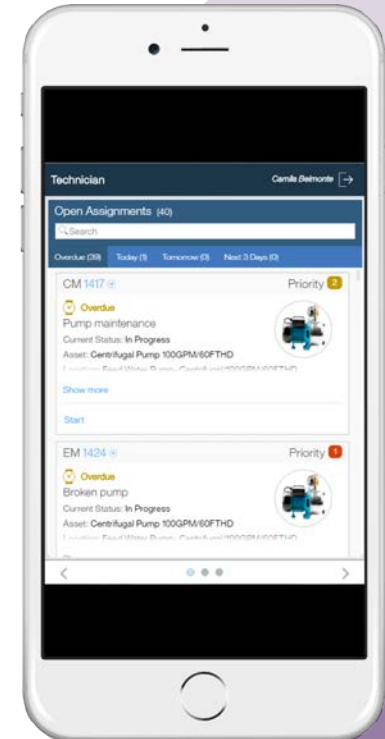 Technician
Camila Belmonte
Open Assignments (40)
Search
Overdue (39) Today (1) Tomorrow (0) Next 3 Days (0)
CM 1417
Priority 2
Overdue
Pump maintenance
Current Status: In Progress
Asset: Centrifugal Pump 100GPM/60FTHD
Show more
Start
EM 1424
Priority 1
Overdue
Broken pump
Current Status: In Progress
Asset: Centrifugal Pump 100GPM/60FTHD